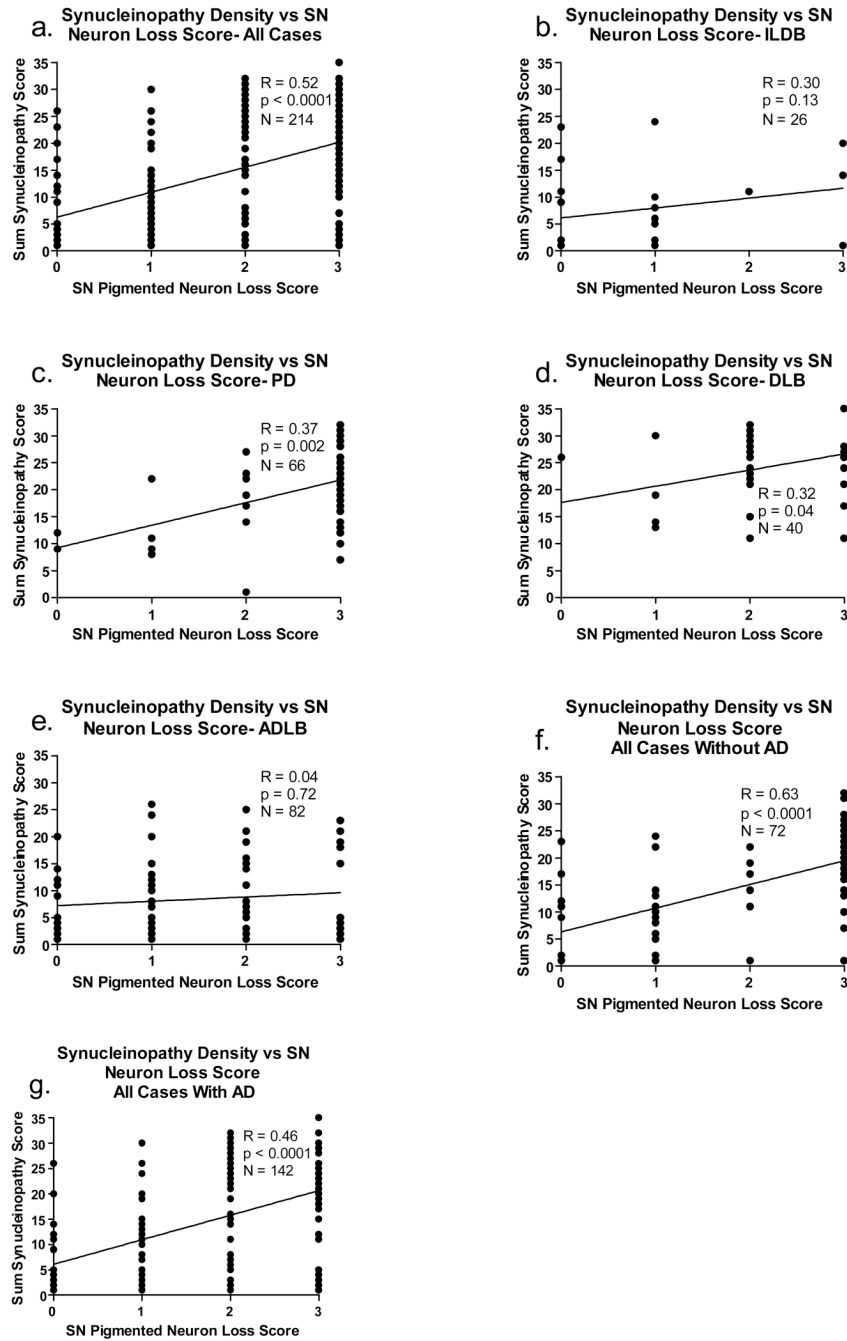 a.
Synucleinopathy Density vs SN
Neuron Loss Score- All Cases
Sum Synucleinopathy Score
35
30
25
20
15
10
5
0
R = 0.52
p < 0.0001
N = 214
0 1 2 3
SN Pigmented Neuron Loss Score
b.
Synucleinopathy Density vs SN
Neuron Loss Score- ILDB
Sum Synucleinopathy Score
35
30
25
20
15
10
5
0
R = 0.30
p = 0.13
N = 26
0 1 2 3
SN Pigmented Neuron Loss Score
c.
Synucleinopathy Density vs SN
Neuron Loss Score- PD
Sum Synucleinopathy Score
35
30
25
20
15
10
5
0
R = 0.37
p = 0.002
N = 66
0 1 2 3
SN Pigmented Neuron Loss Score
d.
Synucleinopathy Density vs SN
Neuron Loss Score- DLB
Sum Synucleinopathy Score
35
30
25
20
15
10
5
0
R = 0.32
p = 0.04
N = 40
0 1 2 3
SN Pigmented Neuron Loss Score
e.
Synucleinopathy Density vs SN
Neuron Loss Score- ADLB
Sum Synucleinopathy Score
35
30
25
20
15
10
5
0
R = 0.04
p = 0.72
N = 82
0 1 2 3
SN Pigmented Neuron Loss Score
f.
Synucleinopathy Density vs SN
Neuron Loss Score
All Cases Without AD
Sum Synucleinopathy Score
35
30
25
20
15
10
5
0
R = 0.63
p < 0.0001
N = 72
0 1 2 3
SN Pigmented Neuron Loss Score
g.
Synucleinopathy Density vs SN
Neuron Loss Score
All Cases With AD
Sum Synucleinopathy Score
35
30
25
20
15
10
5
0
R = 0.46
p < 0.0001
N = 142
0 1 2 3
SN Pigmented Neuron Loss Score